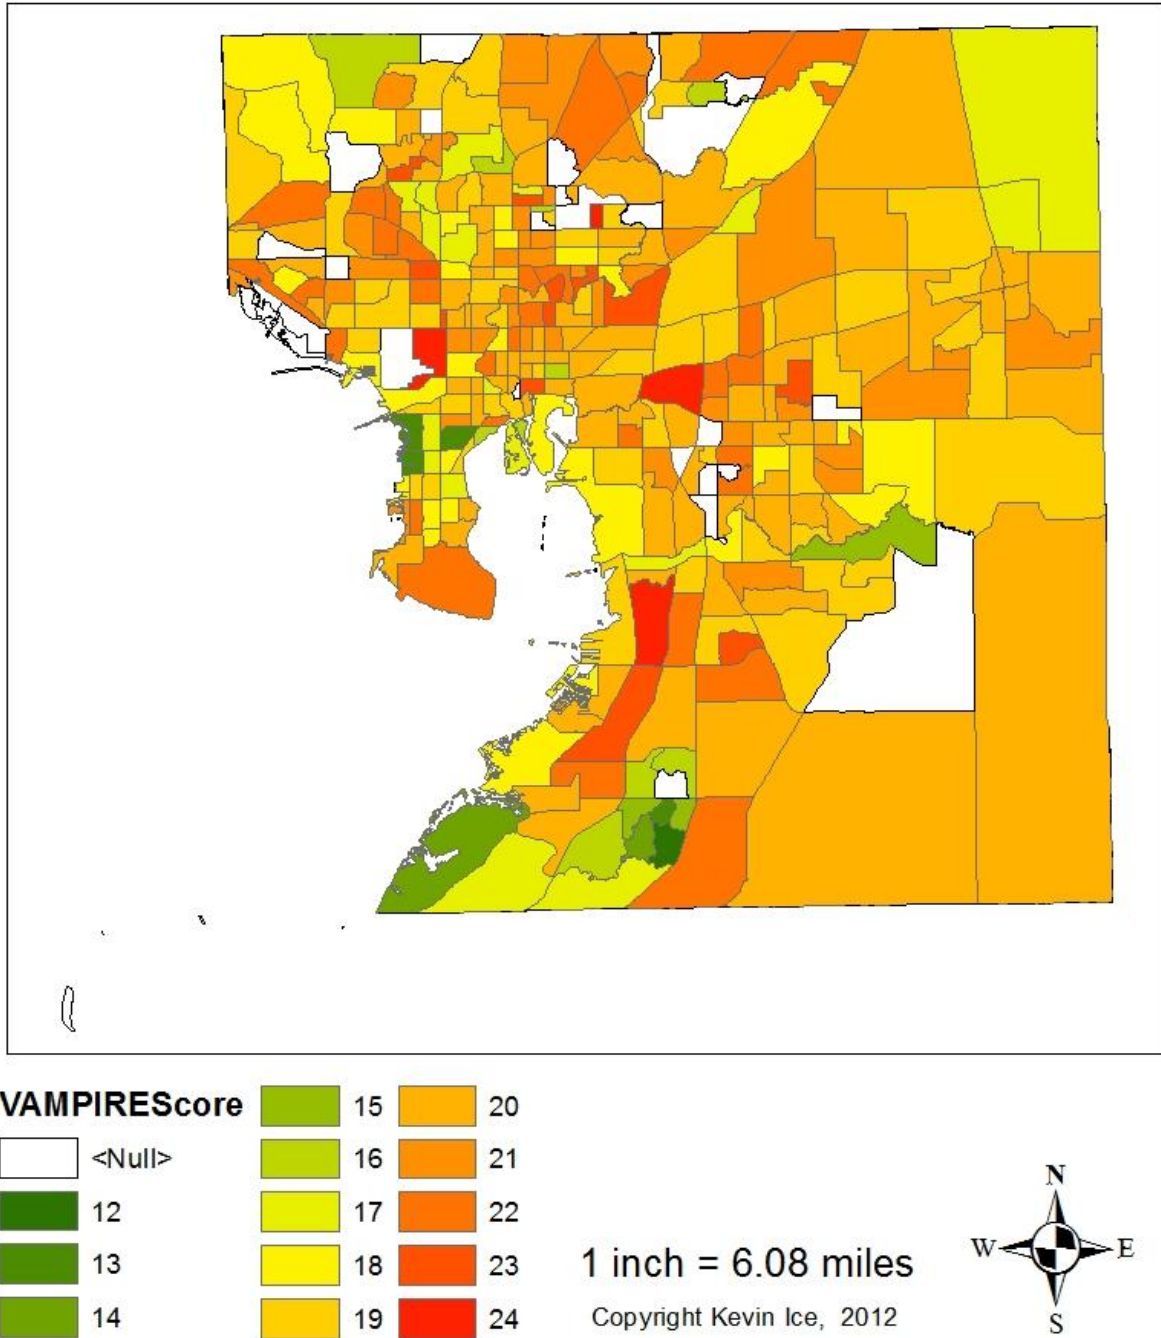 VAMPIREScore
<Null>
12
13
14
15
16
17
18
19
20
21
22
23
24
1 inch = 6.08 miles
Copyright Kevin Ice, 2012
N
W E
S